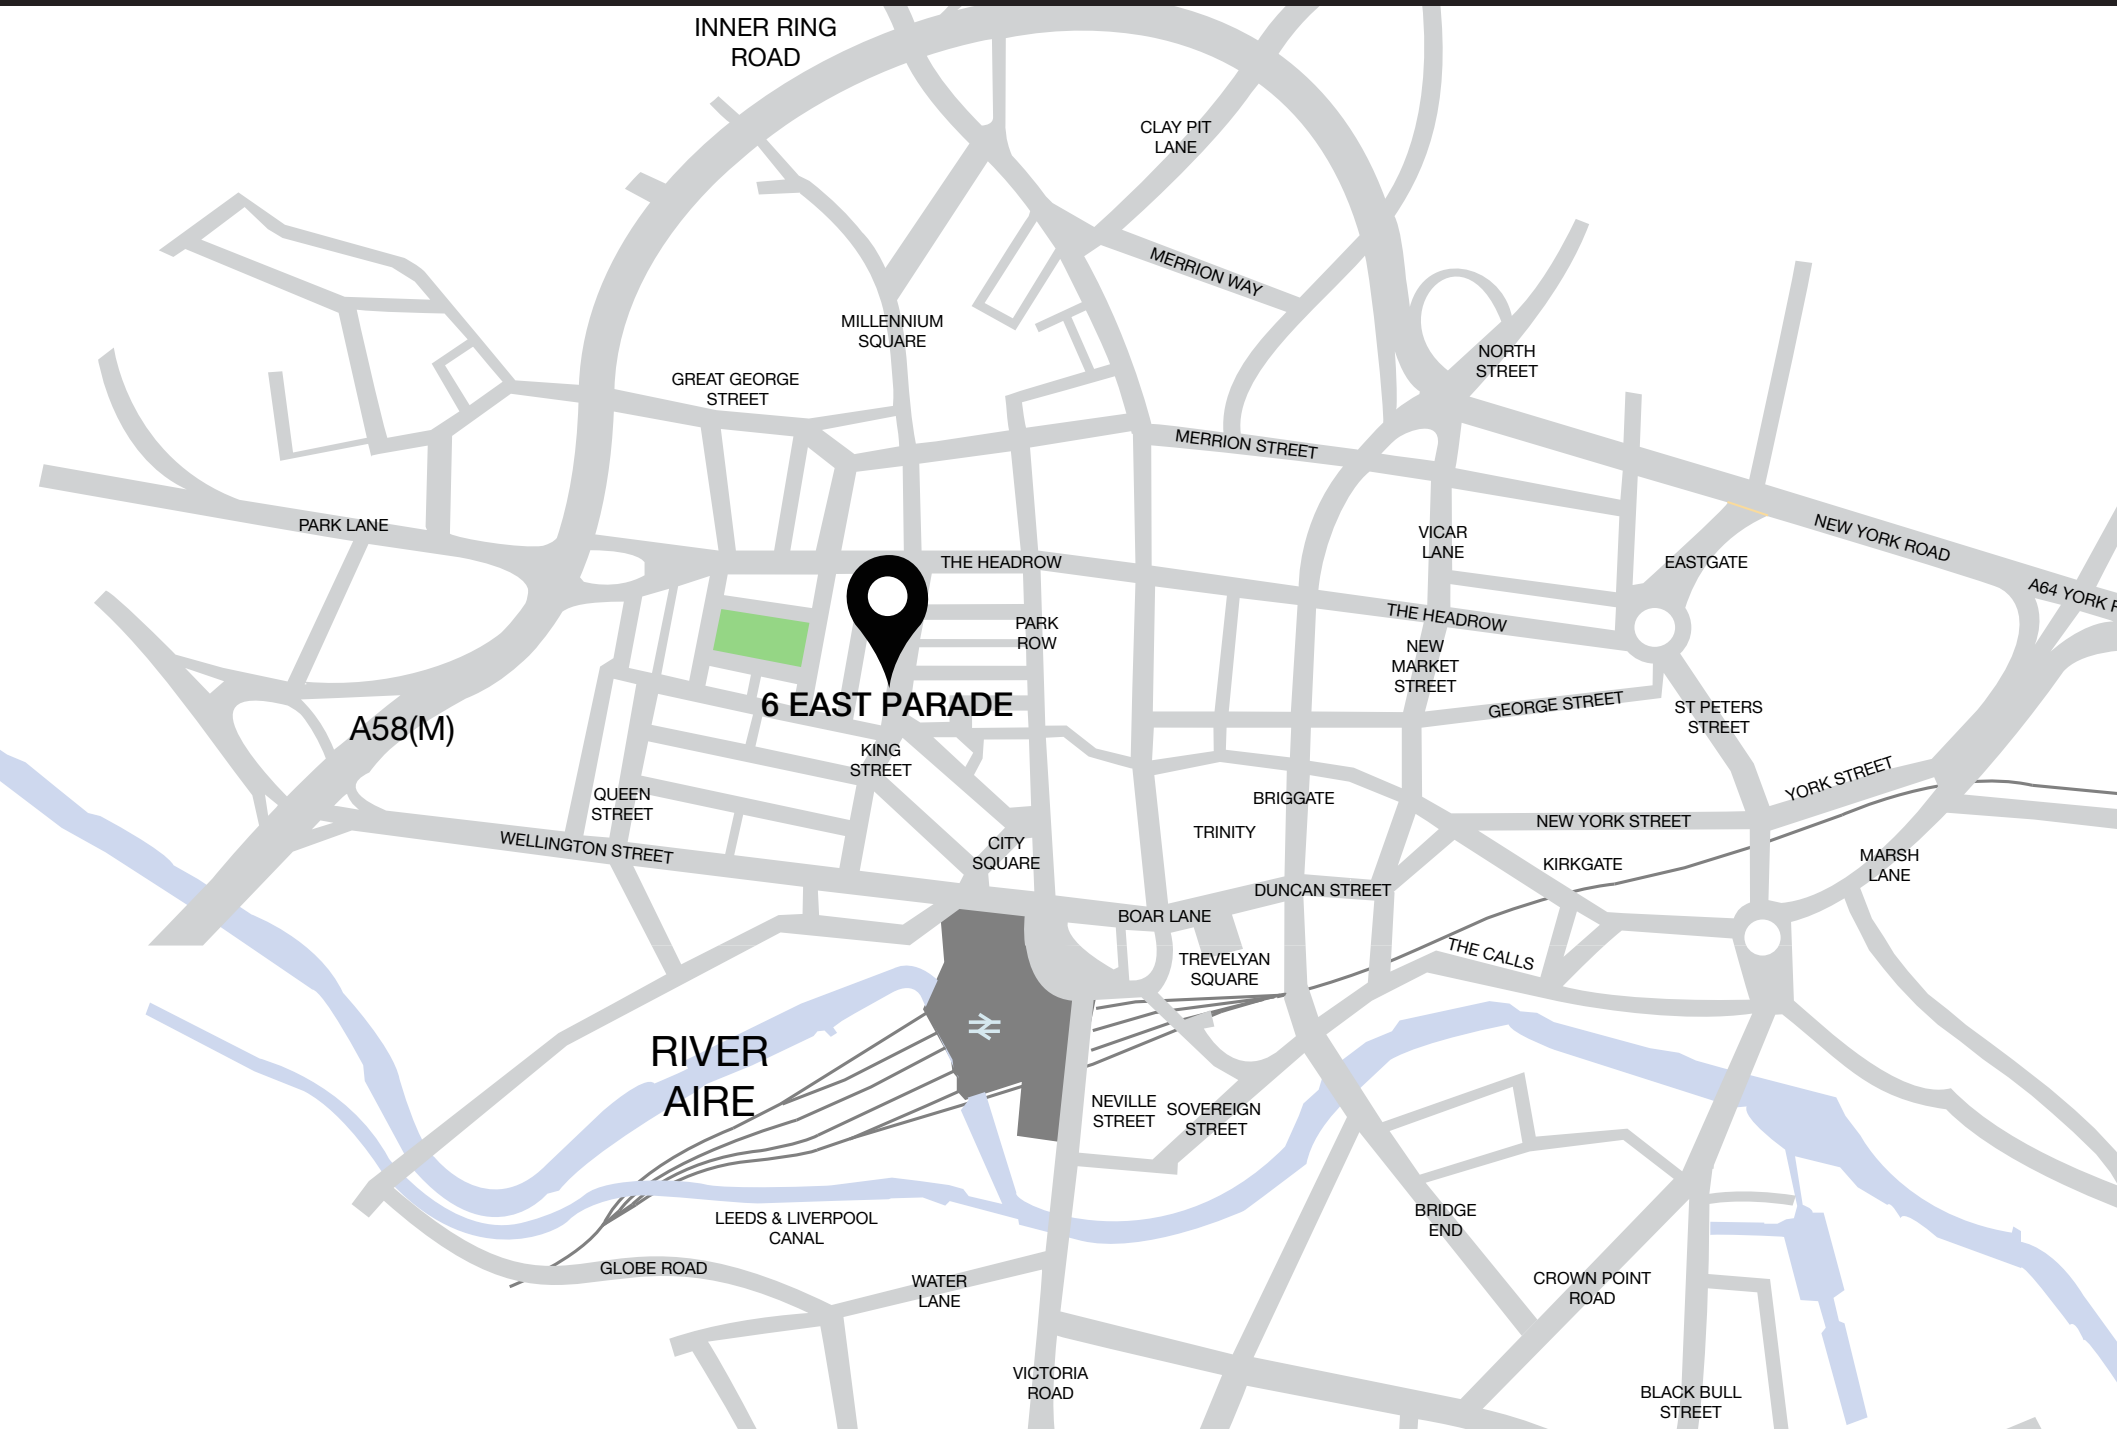 INNER RING
ROAD
CLAY PIT
LANE
MERRION WAY
MILLENNIUM
SQUARE
NORTH
STREET
GREAT GEORGE
STREET
MERRION STREET
PARK LANE
VICAR
LANE
NEW YORK ROAD
THE HEADROW
EASTGATE
A64 YORK R
THE HEADROW
PARK
ROW
NEW
MARKET
STREET
6 EAST PARADE
GEORGE STREET
ST PETERS
STREET
A58(M)
KING
STREET
YORK STREET
QUEEN
STREET
BRIGGATE
NEW YORK STREET
TRINITY
WELLINGTON STREET
CITY
SQUARE
KIRKGATE
MARSH
LANE
DUNCAN STREET
BOAR LANE
THE CALLS
TREVELYAN
SQUARE
RIVER
AIRE
NEVILLE
STREET
SOVEREIGN
STREET
LEEDS & LIVERPOOL
CANAL
BRIDGE
END
GLOBE ROAD
WATER
LANE
CROWN POINT
ROAD
VICTORIA
ROAD
BLACK BULL
STREET